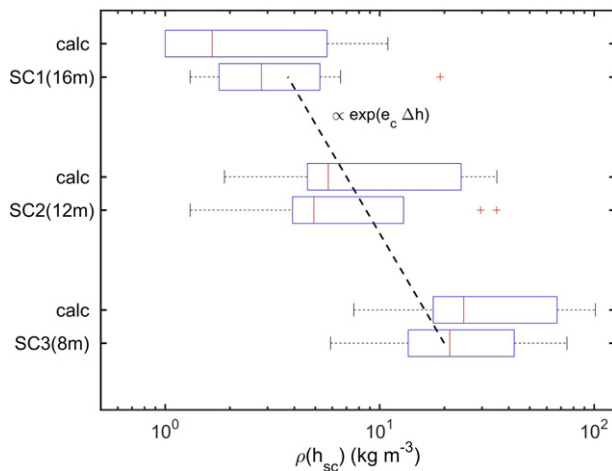 calc
SC1(16m)
∝ exp(e_c Δh)
calc
SC2(12m)
calc
SC3(8m)
10^0 10^1 10^2
ρ(h_sc) (kg m^-3)